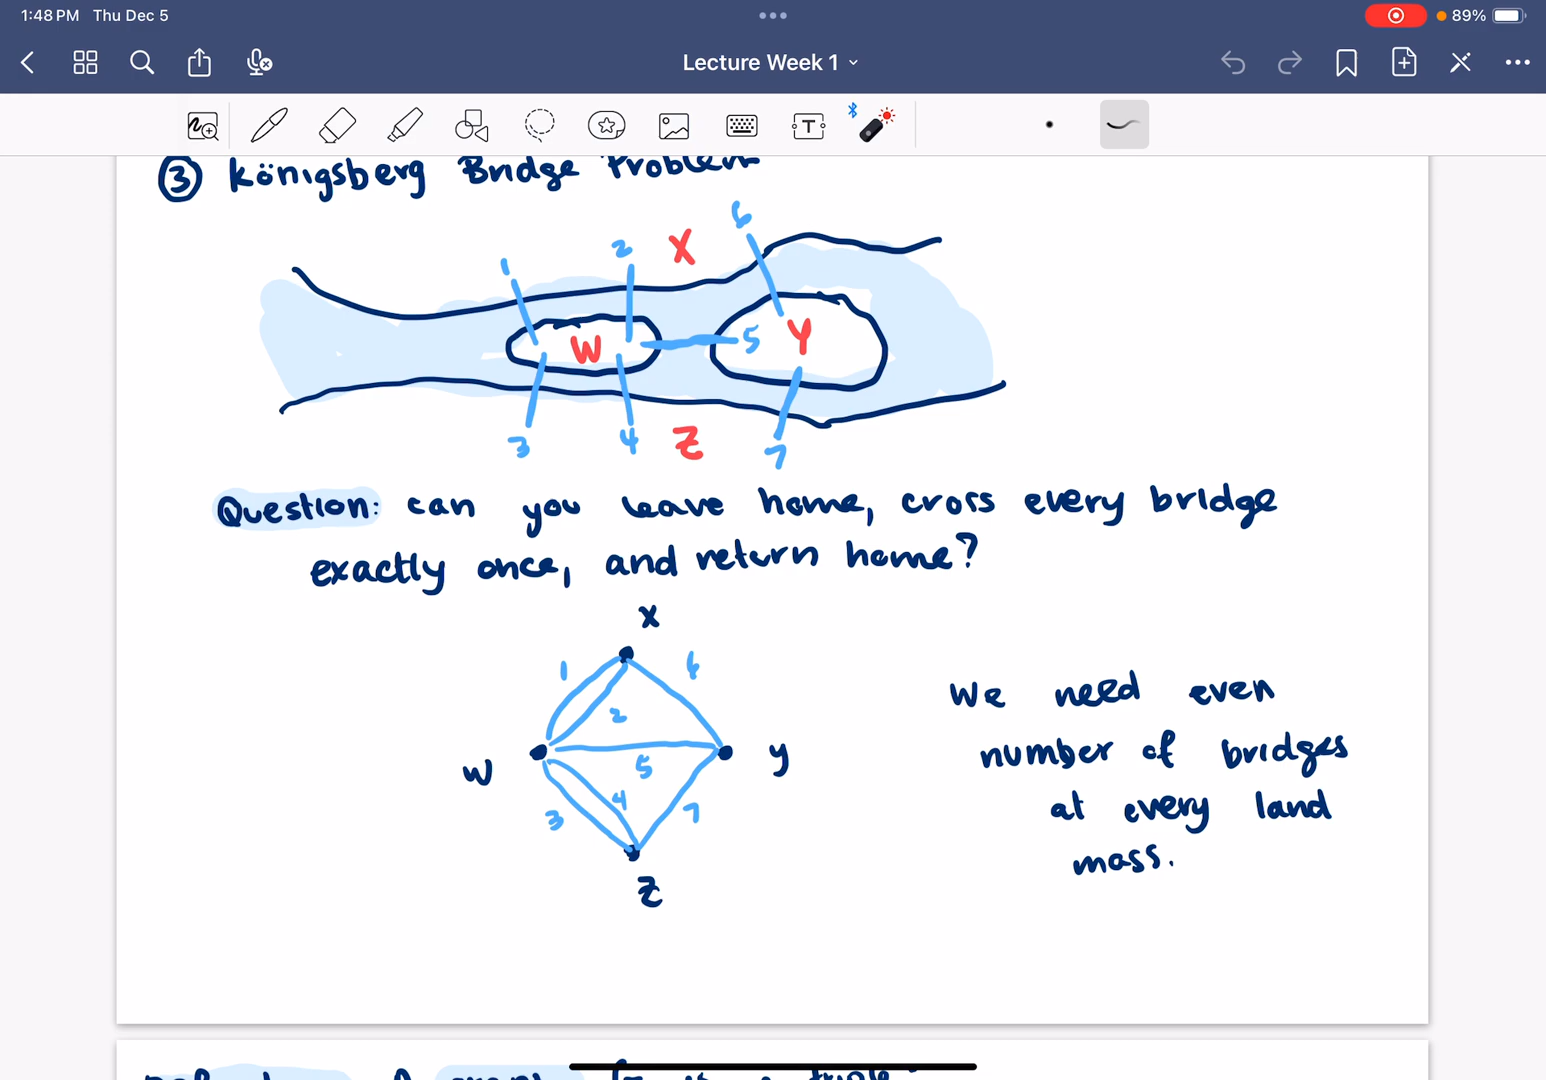 1:48 PM Thu Dec 5
89%
Lecture Week 1
T
③ Königsberg Bridge Problem
6
2
X
1
W
5
Y
3
4
Z
7
Question: can you leave home, cross every bridge
exactly once, and return home?
X
1
6
2
W
5
y
3
4
7
Z
We need even
number of bridges
at every land
mass.